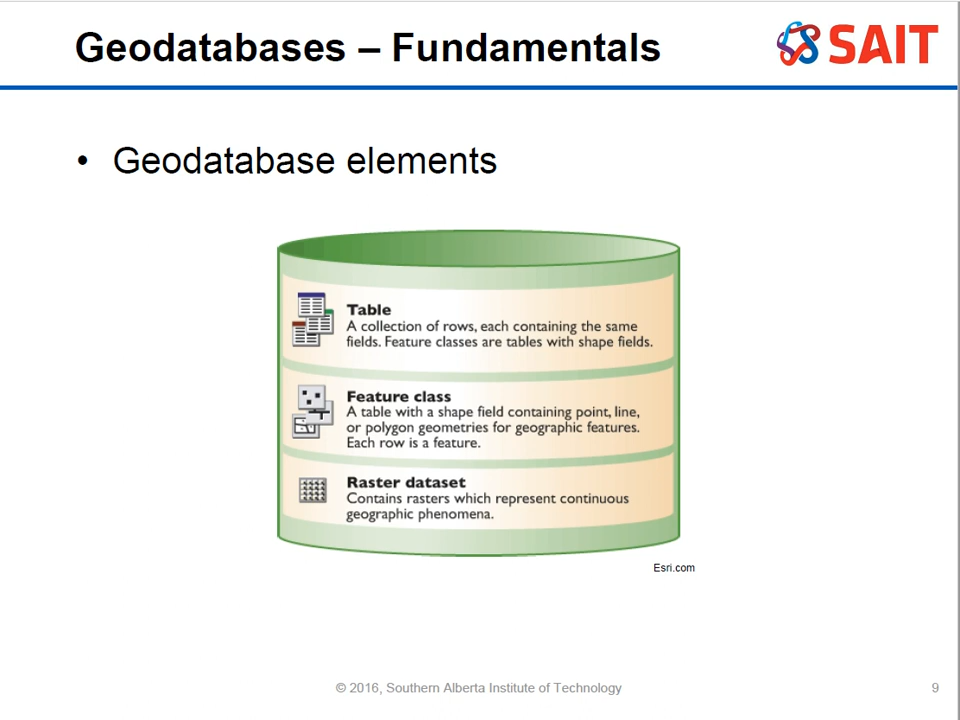 Geodatabases – Fundamentals
SAIT
• Geodatabase elements
Table
A collection of rows, each containing the same
fields. Feature classes are tables with shape fields.
Feature class
A table with a shape field containing point, line,
or polygon geometries for geographic features.
Each row is a feature.
Raster dataset
Contains rasters which represent continuous
geographic phenomena.
Esri.com
© 2016, Southern Alberta Institute of Technology
9